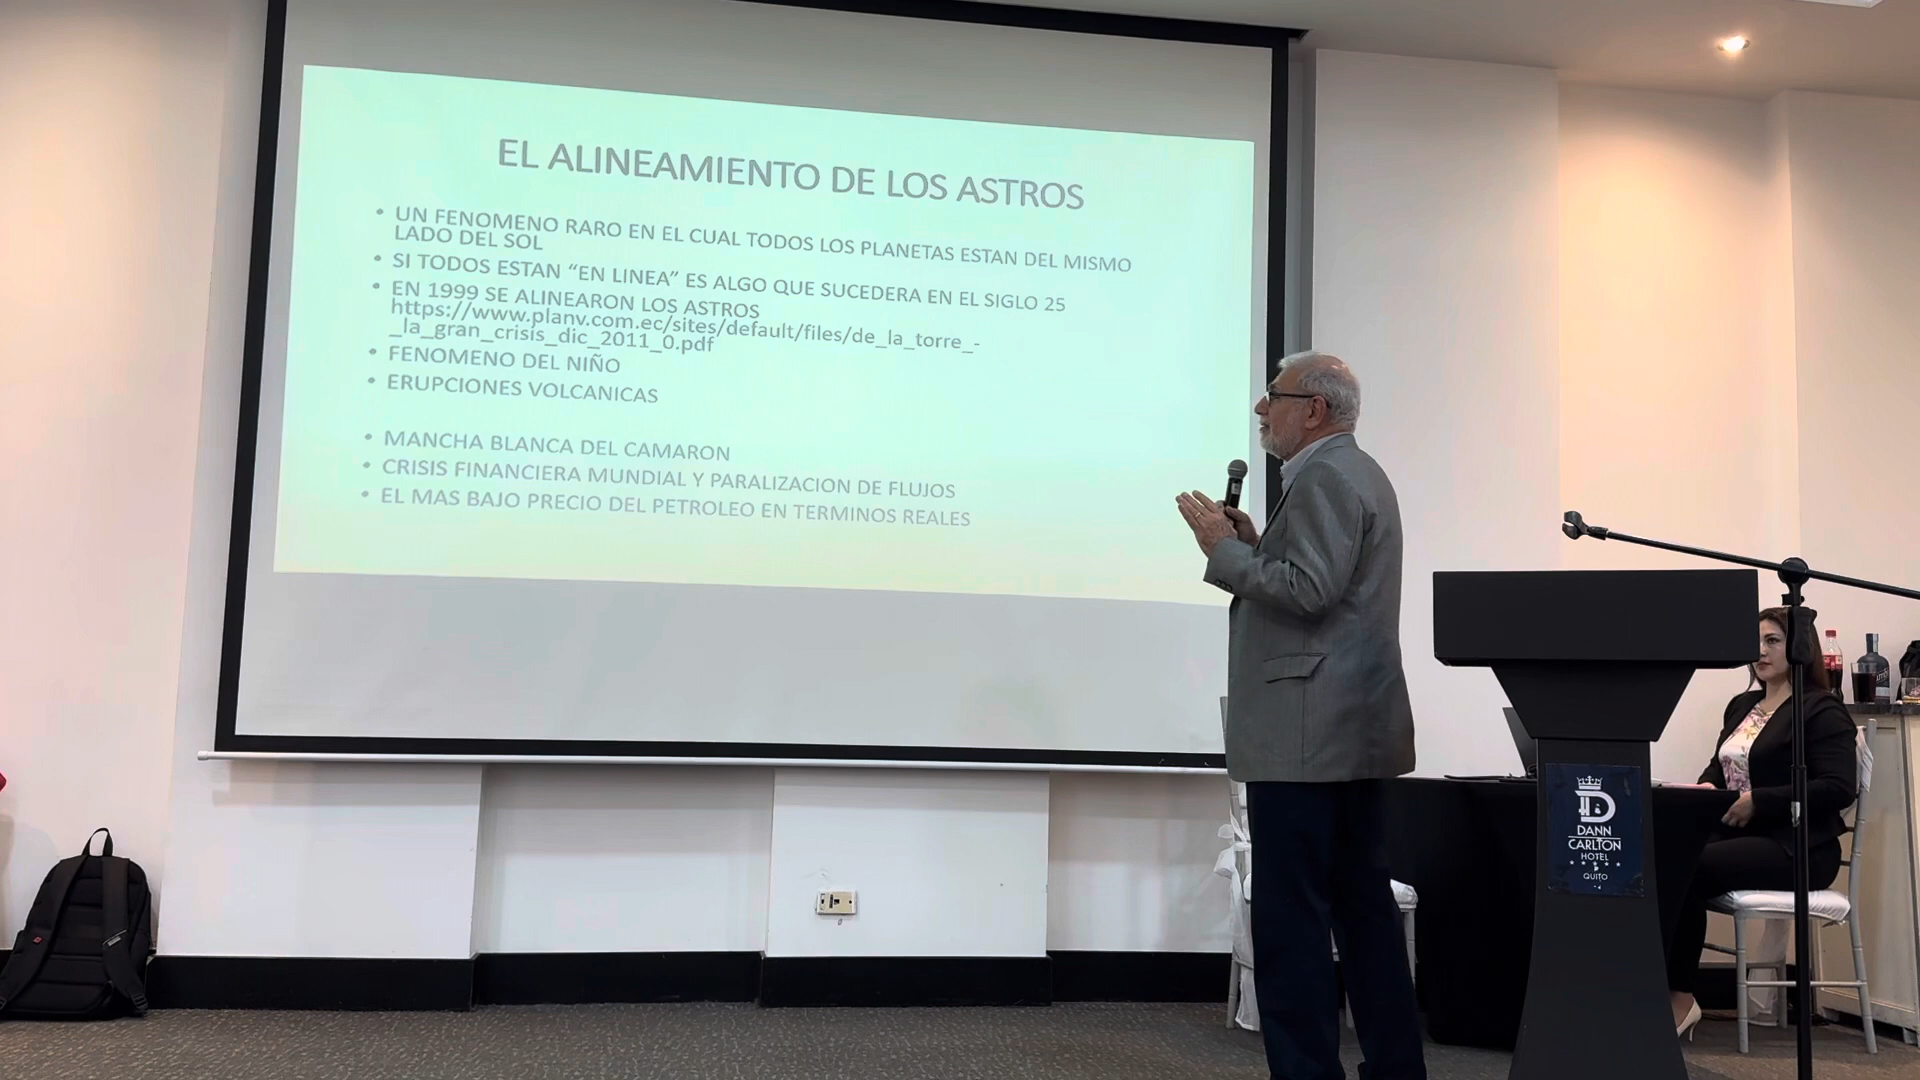 EL ALINEAMIENTO DE LOS ASTROS
• UN FENOMENO RARO EN EL CUAL TODOS LOS PLANETAS ESTAN DEL MISMO
LADO DEL SOL
• SI TODOS ESTAN “EN LINEA” ES ALGO QUE SUCEDERA EN EL SIGLO 25
• EN 1999 SE ALINEARON LOS ASTROS
https://www.planv.com.ec/sites/default/files/de_la_torre_-
_la_gran_crisis_dic_2011_0.pdf
• FENOMENO DEL NIÑO
• ERUPCIONES VOLCANICAS
• MANCHA BLANCA DEL CAMARON
• CRISIS FINANCIERA MUNDIAL Y PARALIZACION DE FLUJOS
• EL MAS BAJO PRECIO DEL PETROLEO EN TERMINOS REALES
DANN
CARLTON
HOTEL
QUITO